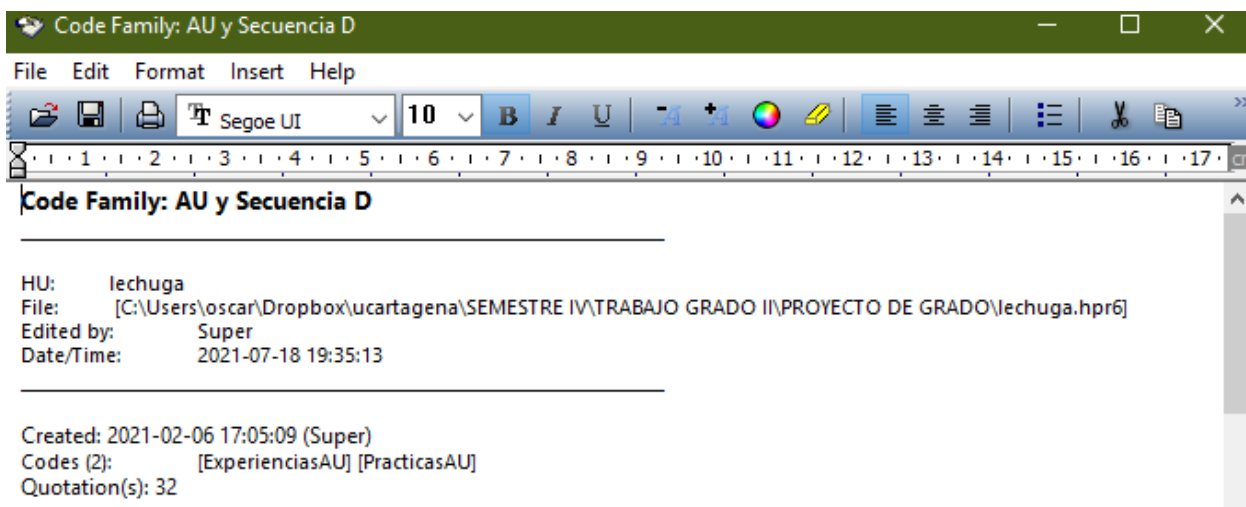 Code Family: AU y Secuencia D
File Edit Format Insert Help
Segoe UI 10 B I U
1 2 3 4 5 6 7 8 9 10 11 12 13 14 15 16 17
Code Family: AU y Secuencia D
HU: lechuga
File: [C:\Users\oscar\Dropbox\ucartagena\SEMESTRE IV\TRABAJO GRADO II\PROYECTO DE GRADO\lechuga.hpr6]
Edited by: Super
Date/Time: 2021-07-18 19:35:13
Created: 2021-02-06 17:05:09 (Super)
Codes (2): [ExperienciasAU] [PracticasAU]
Quotation(s): 32